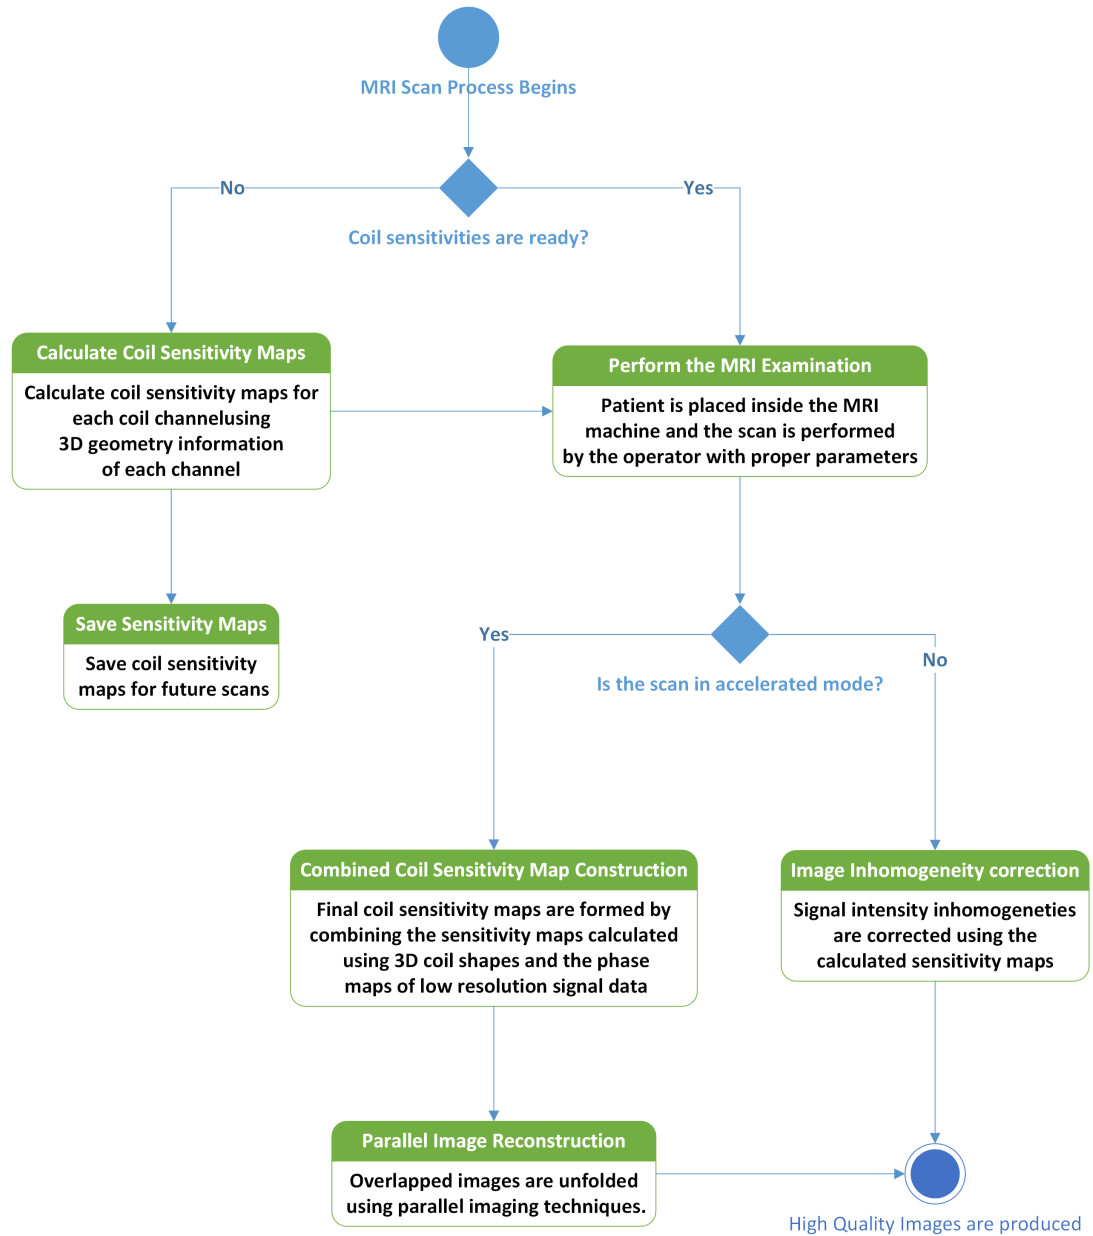 MRI Scan Process Begins
No
Yes
Coil sensitivities are ready?
Calculate Coil Sensitivity Maps
Calculate coil sensitivity maps for
each coil channelusing
3D geometry information
of each channel
Perform the MRI Examination
Patient is placed inside the MRI
machine and the scan is performed
by the operator with proper parameters
Save Sensitivity Maps
Save coil sensitivity
maps for future scans
Yes
No
Is the scan in accelerated mode?
Combined Coil Sensitivity Map Construction
Final coil sensitivity maps are formed by
combining the sensitivity maps calculated
using 3D coil shapes and the phase
maps of low resolution signal data
Image Inhomogeneity correction
Signal intensity inhomogeneties
are corrected using the
calculated sensitivity maps
Parallel Image Reconstruction
Overlapped images are unfolded
using parallel imaging techniques.
High Quality Images are produced